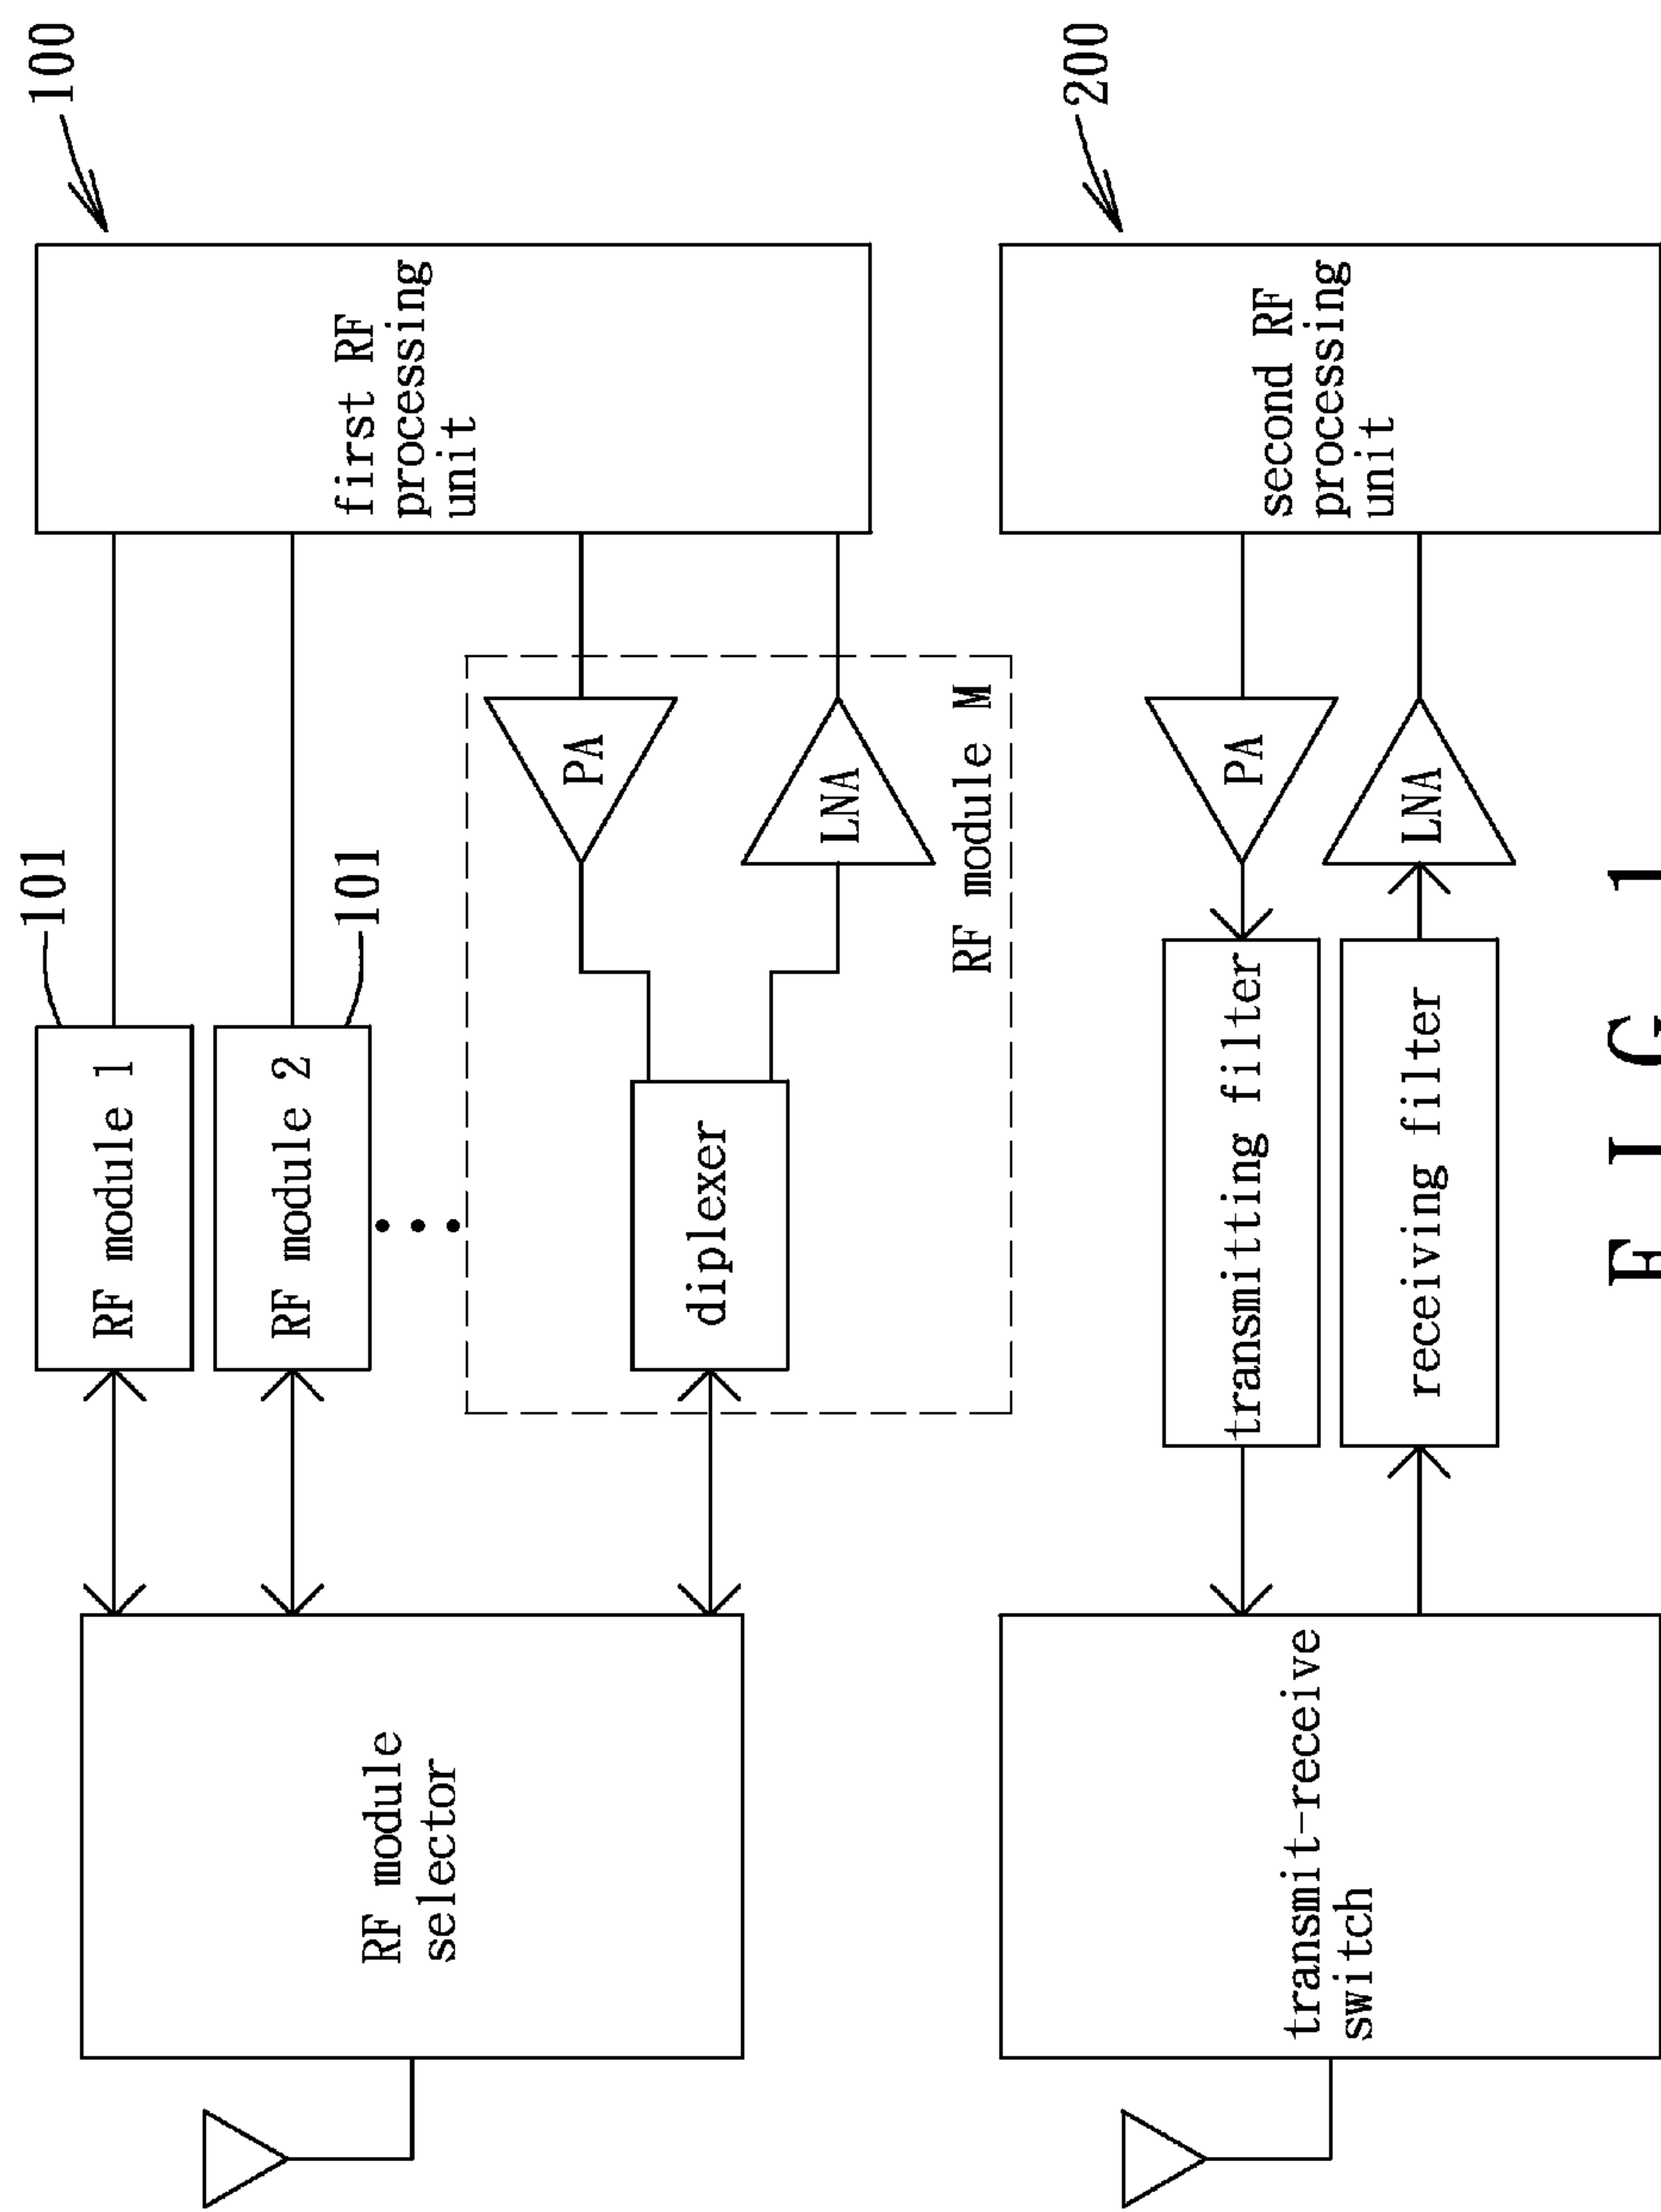 100
first RF
processing
unit
101
RF module 1
101
RF module 2
PA
LNA
RF module M
diplexer
RF module
selector
200
second RF
processing
unit
PA
LNA
transmitting filter
receiving filter
transmit-receive
switch
F I G. 1